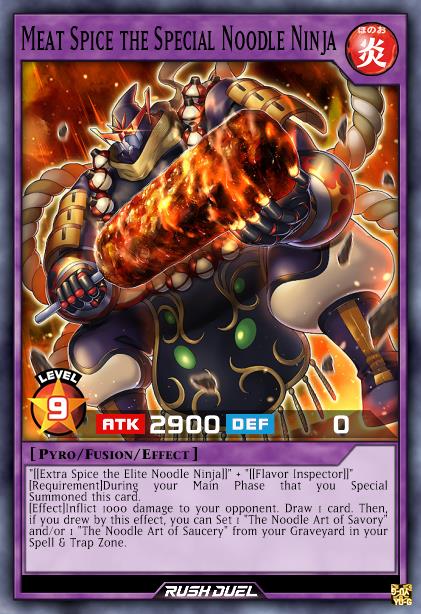 Meat Spice the Special Noodle Ninja
ほのお
炎
LEVEL
9
ATK 2900 DEF 0
[ Pyro/Fusion/Effect ]
"[[Extra Spice the Elite Noodle Ninja]]" + "[[Flavor Inspector]]"
[Requirement]During your Main Phase that you Special
Summoned this card.
[Effect]Inflict 1000 damage to your opponent. Draw 1 card. Then,
if you drew by this effect, you can Set 1 "The Noodle Art of Savory"
and/or 1 "The Noodle Art of Saucery" from your Graveyard in your
Spell & Trap Zone.
RUSH DUEL